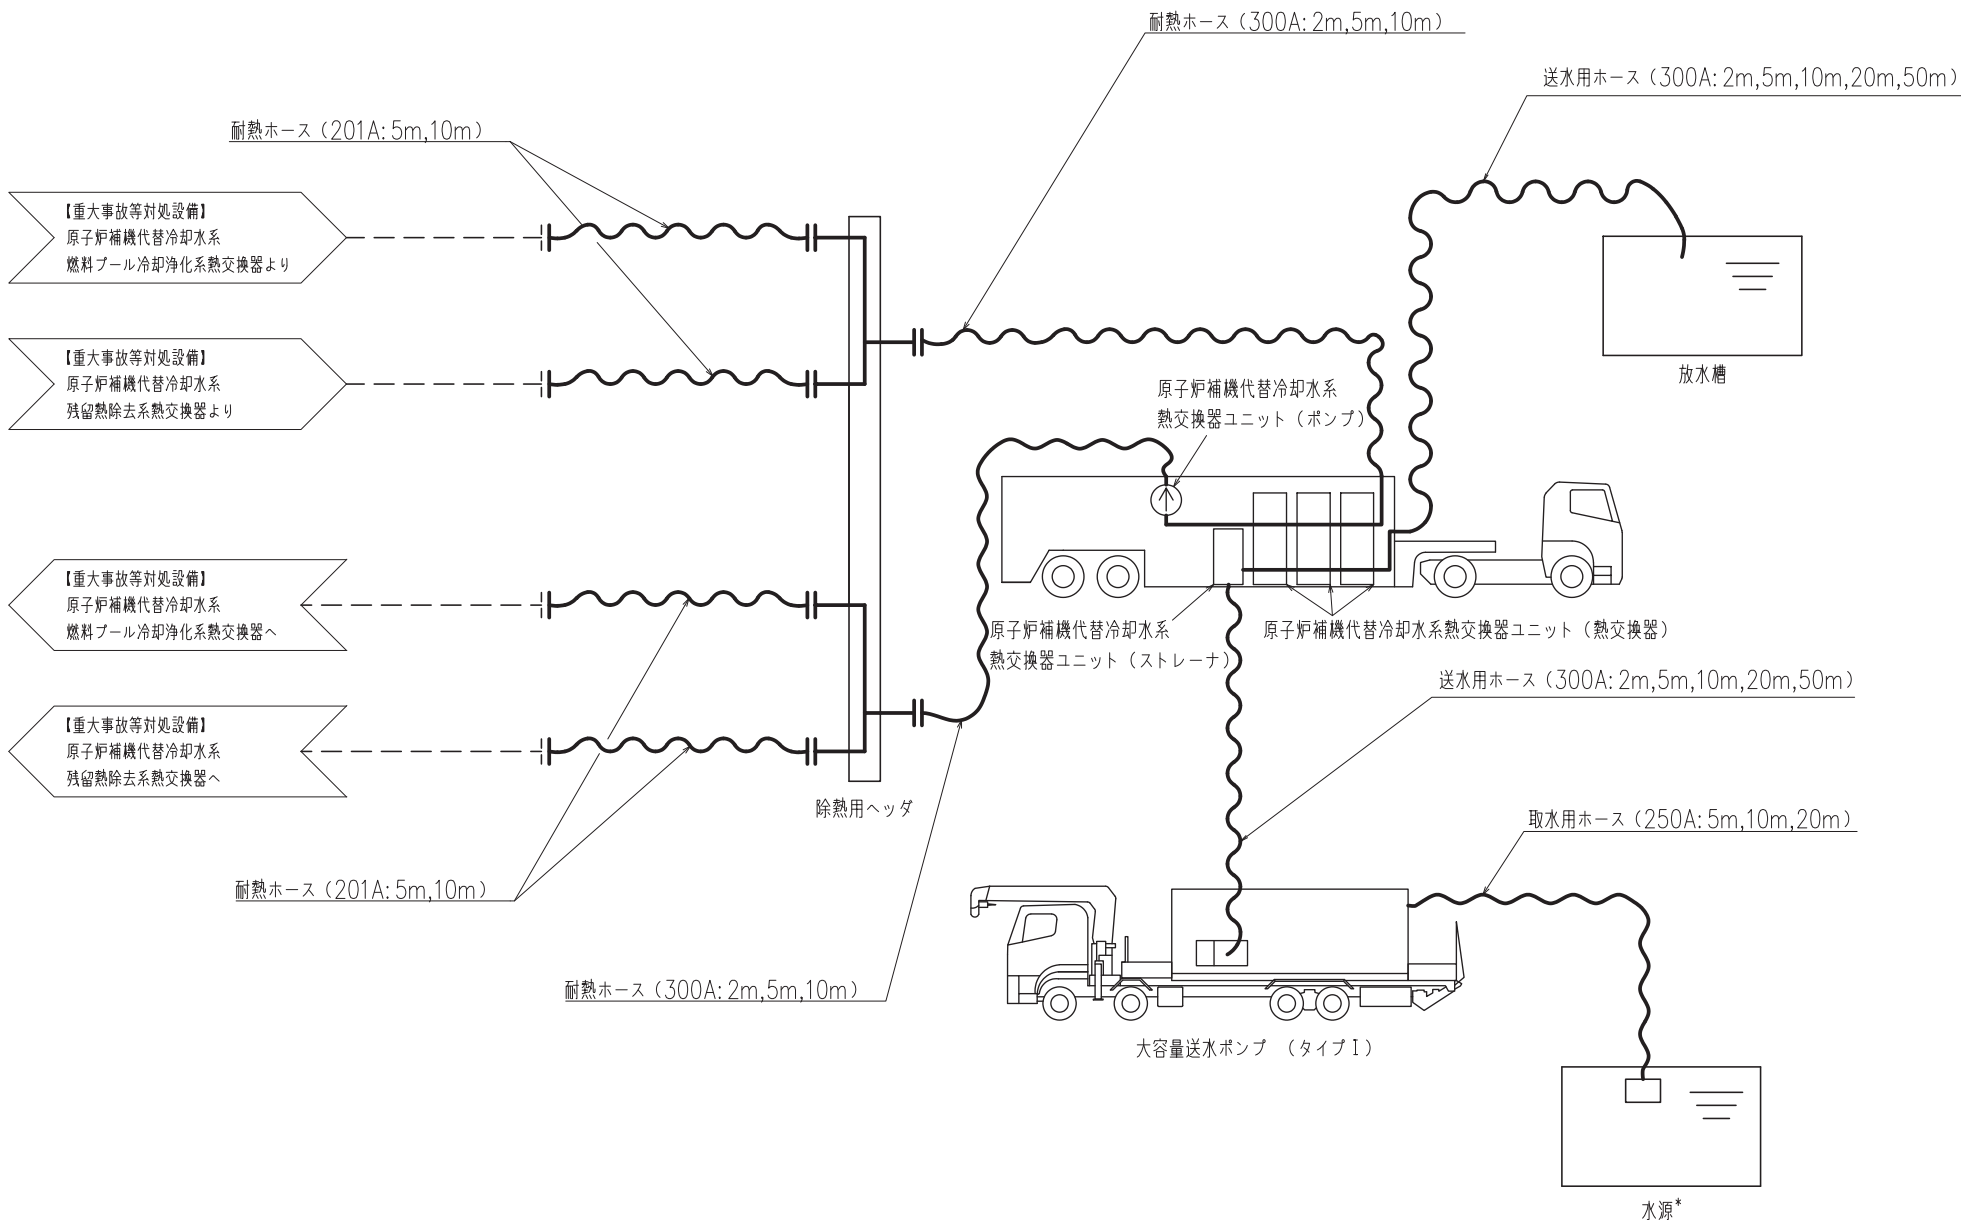 耐熱ホース（300A:2m,5m,10m）
送水用ホース（300A:2m,5m,10m,20m,50m）
耐熱ホース（201A:5m,10m）
【重大事故等対処設備】
原子炉補機代替冷却水系
燃料プール冷却浄化系熱交換器より
【重大事故等対処設備】
原子炉補機代替冷却水系
残留熱除去系熱交換器より
放水槽
原子炉補機代替冷却水系
熱交換器ユニット（ポンプ）
【重大事故等対処設備】
原子炉補機代替冷却水系
燃料プール冷却浄化系熱交換器へ
原子炉補機代替冷却水系
熱交換器ユニット（ストレーナ）
原子炉補機代替冷却水系熱交換器ユニット（熱交換器）
送水用ホース（300A:2m,5m,10m,20m,50m）
【重大事故等対処設備】
原子炉補機代替冷却水系
残留熱除去系熱交換器へ
除熱用ヘッダ
取水用ホース（250A:5m,10m,20m）
耐熱ホース（201A:5m,10m）
耐熱ホース（300A:2m,5m,10m）
大容量送水ポンプ （タイプⅠ）
水源*